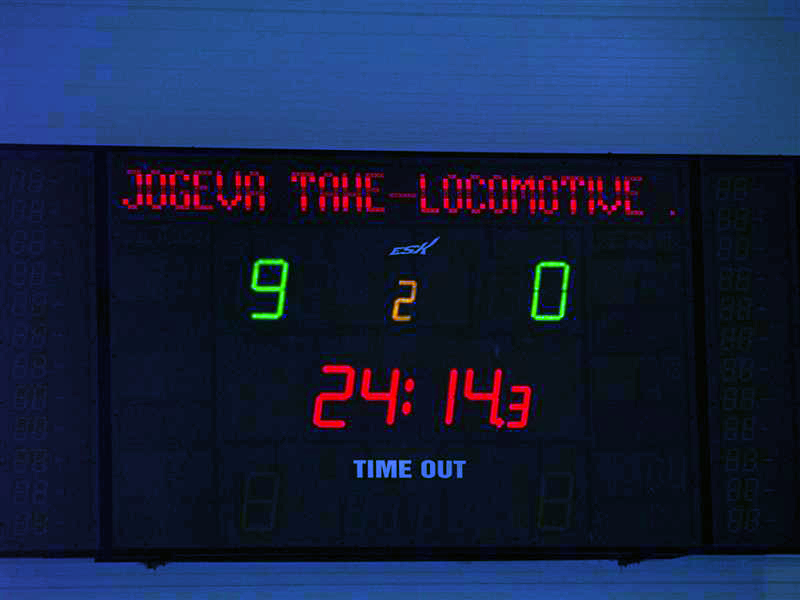 JOGEVA TAHE-LOCOMOTIVE .
ESK
9 2 0
24:14.3
TIME OUT